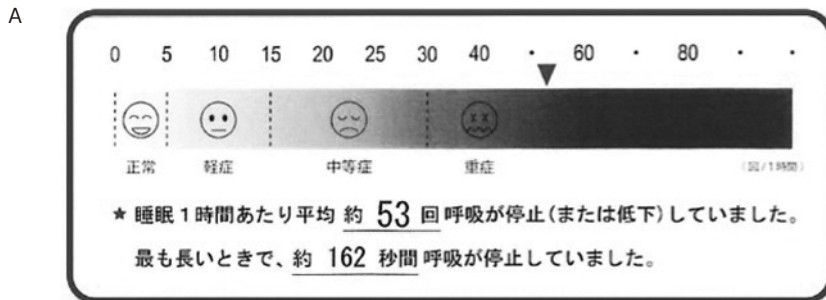 A
0 5 10 15 20 25 30 40 · 60 · 80 · ·
正常 軽症 中等症 重症 (回/1時間)
★ 睡眠1時間あたり平均 約 53 回 呼吸が停止(または低下)していました。
最も長いときで、約 162 秒間 呼吸が停止していました。